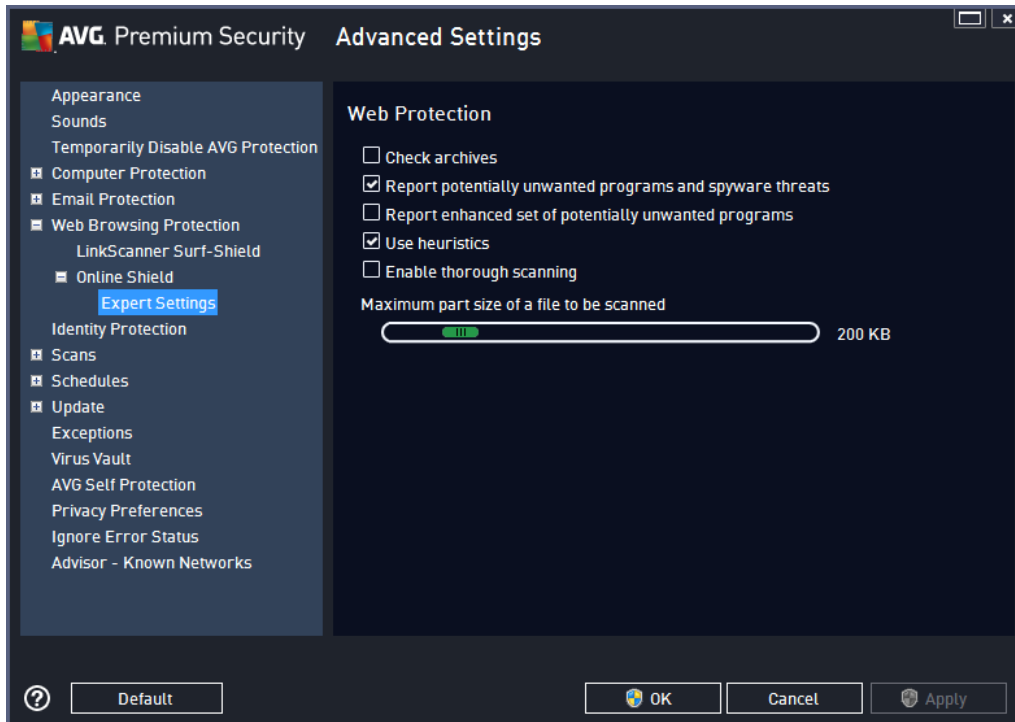 AVG. Premium Security
Advanced Settings
Appearance
Sounds
Temporarily Disable AVG Protection
Computer Protection
Email Protection
Web Browsing Protection
LinkScanner Surf-Shield
Online Shield
Expert Settings
Identity Protection
Scans
Schedules
Update
Exceptions
Virus Vault
AVG Self Protection
Privacy Preferences
Ignore Error Status
Advisor - Known Networks
Web Protection
Check archives
Report potentially unwanted programs and spyware threats
Report enhanced set of potentially unwanted programs
Use heuristics
Enable thorough scanning
Maximum part size of a file to be scanned
200 KB
? Default
OK
Cancel
Apply